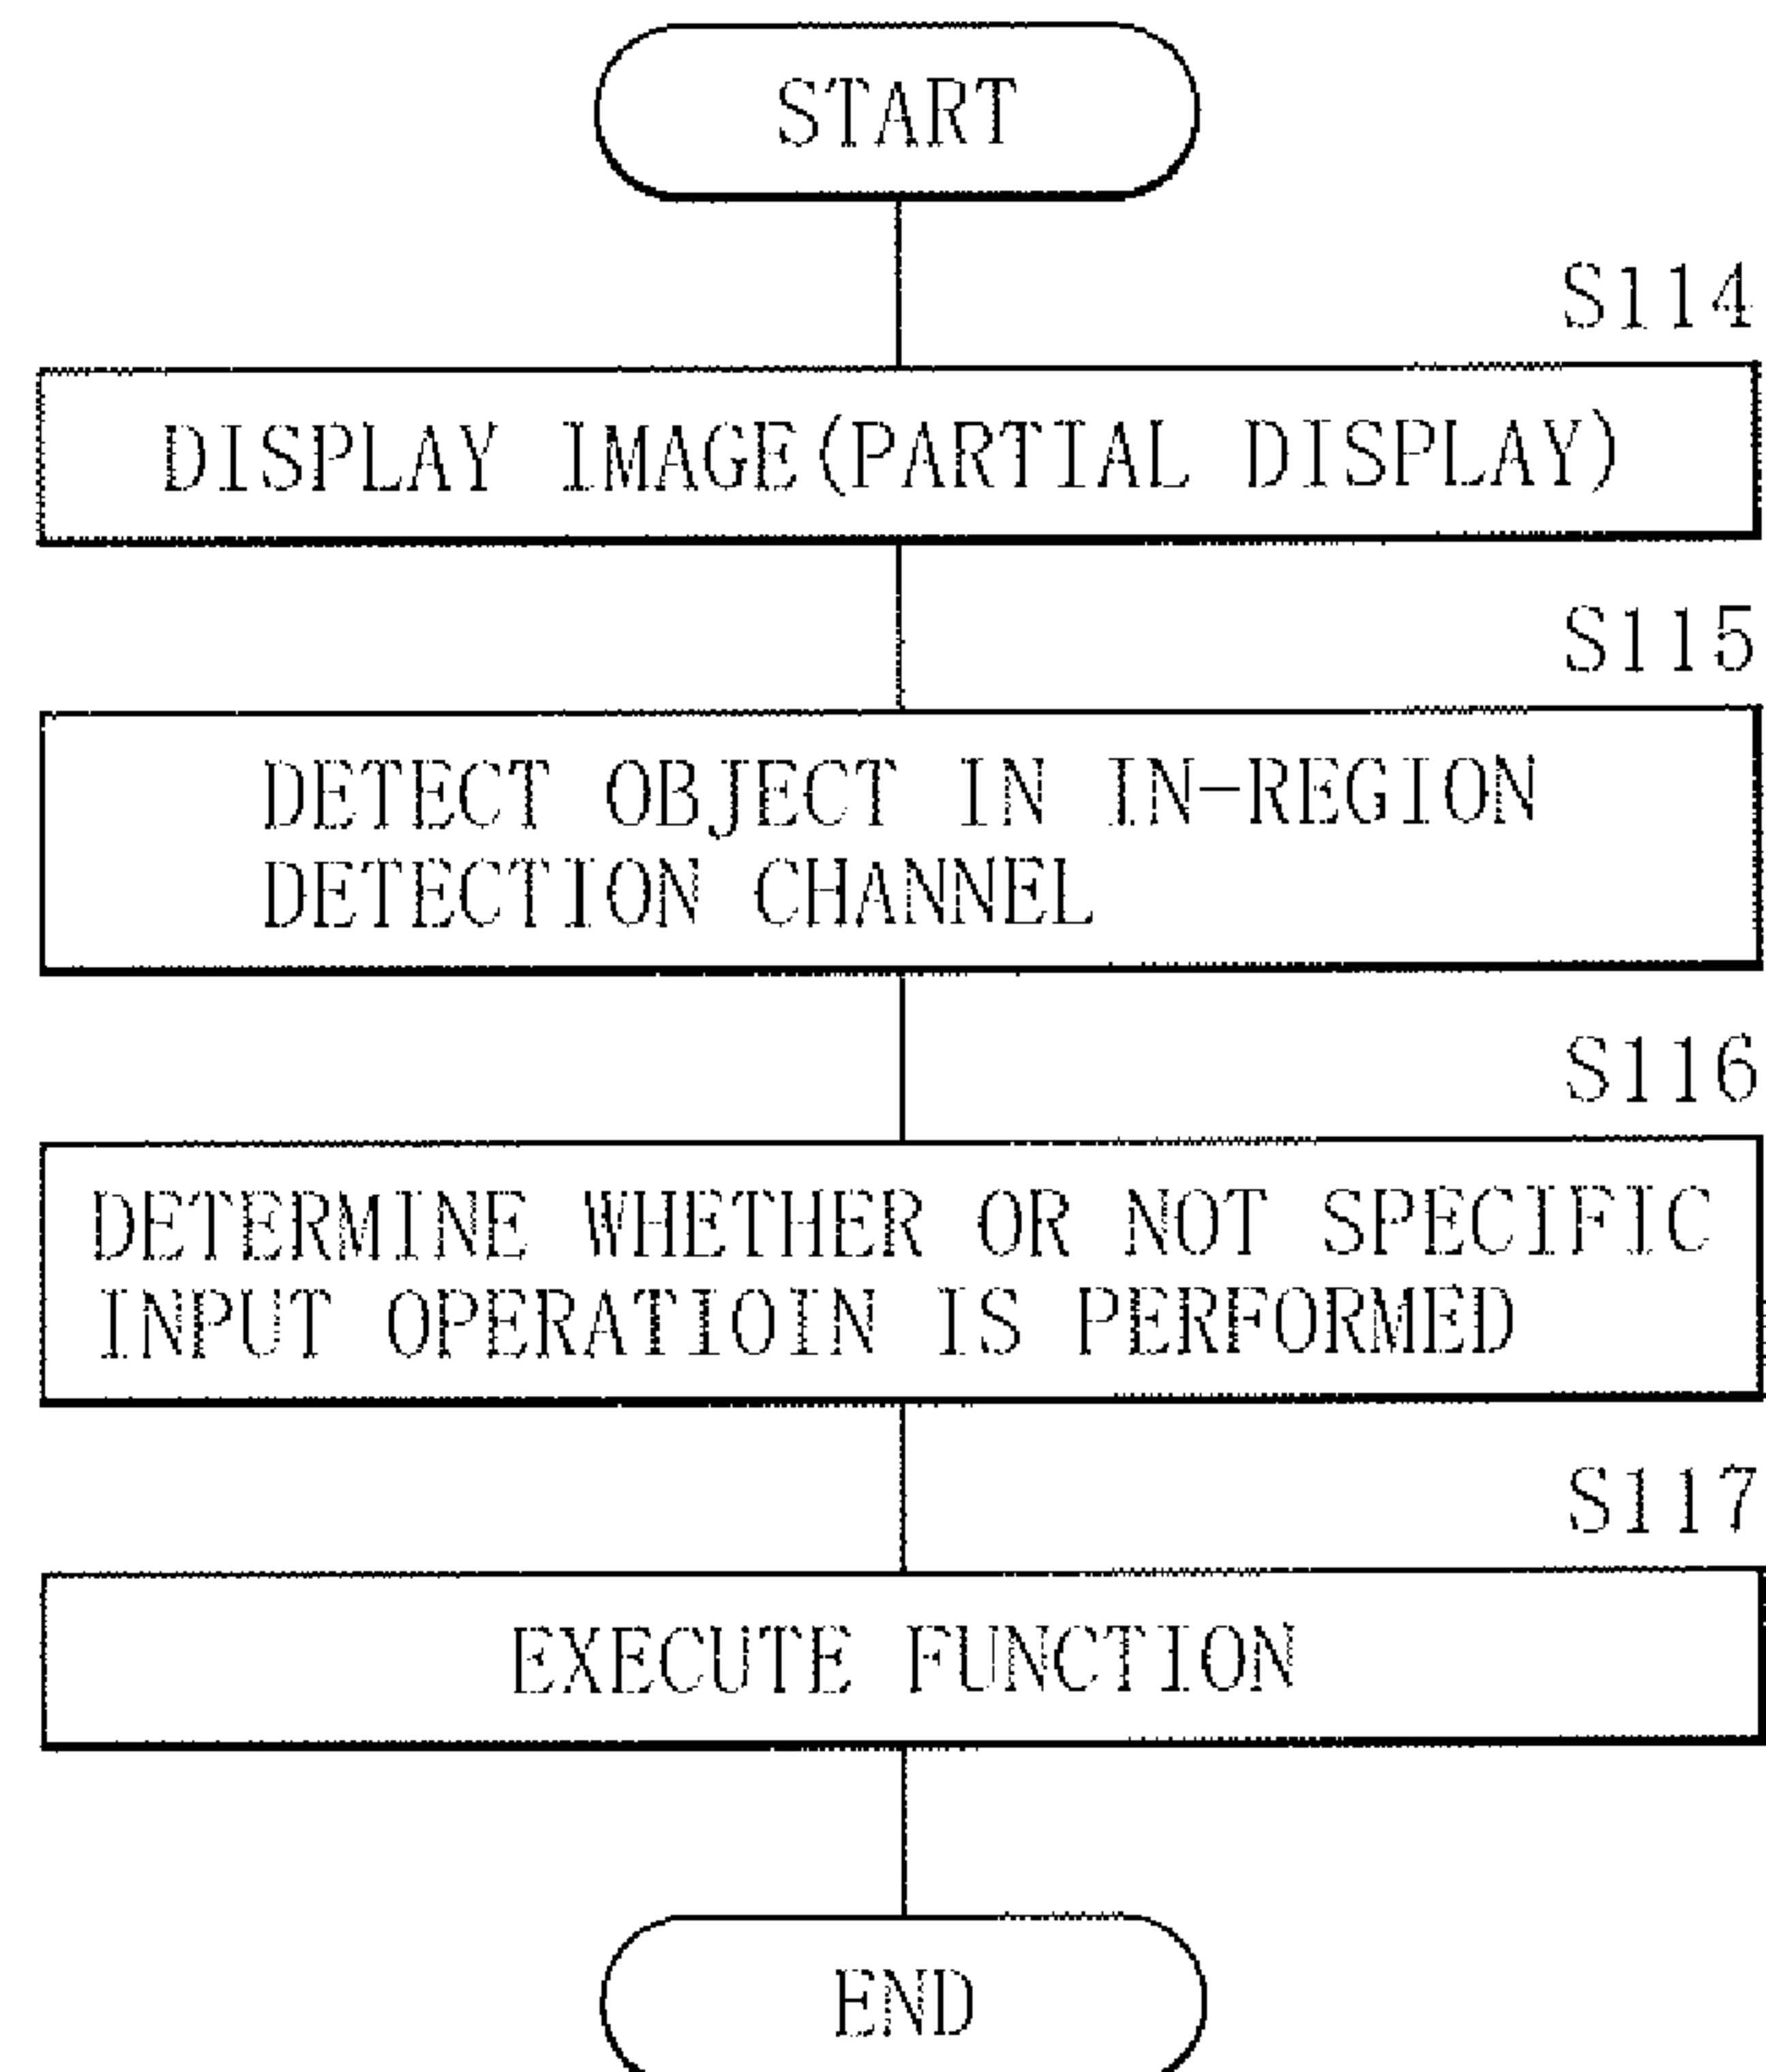 START
S114
DISPLAY IMAGE(PARTIAL DISPLAY)
S115
DETECT OBJECT IN IN-REGION
DETECTION CHANNEL
S116
DETERMINE WHETHER OR NOT SPECIFIC
INPUT OPERATIOIN IS PERFORMED
S117
EXECUTE FUNCTION
END